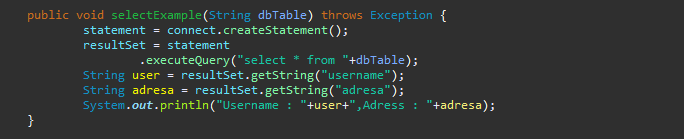 public void selectExample(String dbTable) throws Exception {
statement = connect.createStatement();
resultSet = statement
.executeQuery("select * from "+dbTable);
String user = resultSet.getString("username");
String adresa = resultSet.getString("adresa");
System.out.println("Username : "+user+",Adress : "+adresa);
}